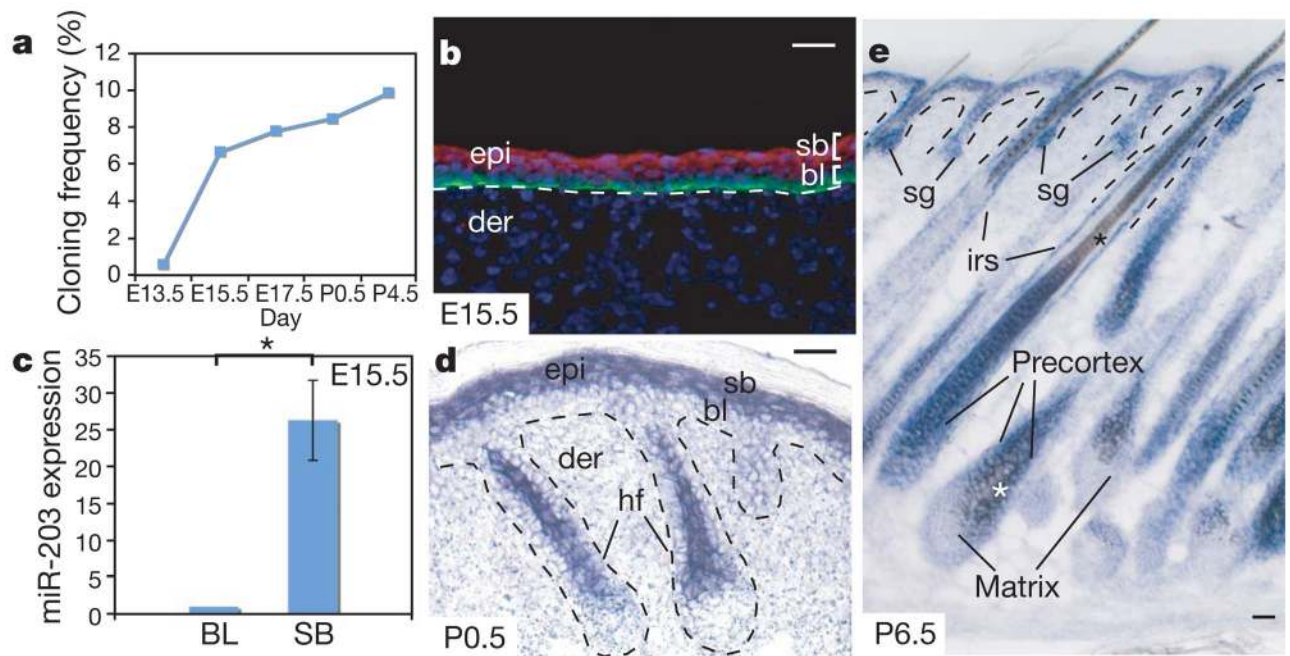 a
Cloning frequency (%)
12
10
8
6
4
2
0
E13.5 E15.5 E17.5 P0.5 P4.5
Day
b
epi
sb
bl
der
E15.5
c
miR-203 expression
35
30
25
20
15
10
5
0
*
E15.5
BL SB
d
epi
sb
bl
der
hf
P0.5
e
sg
sg
irs
*
Precortex
*
Matrix
P6.5